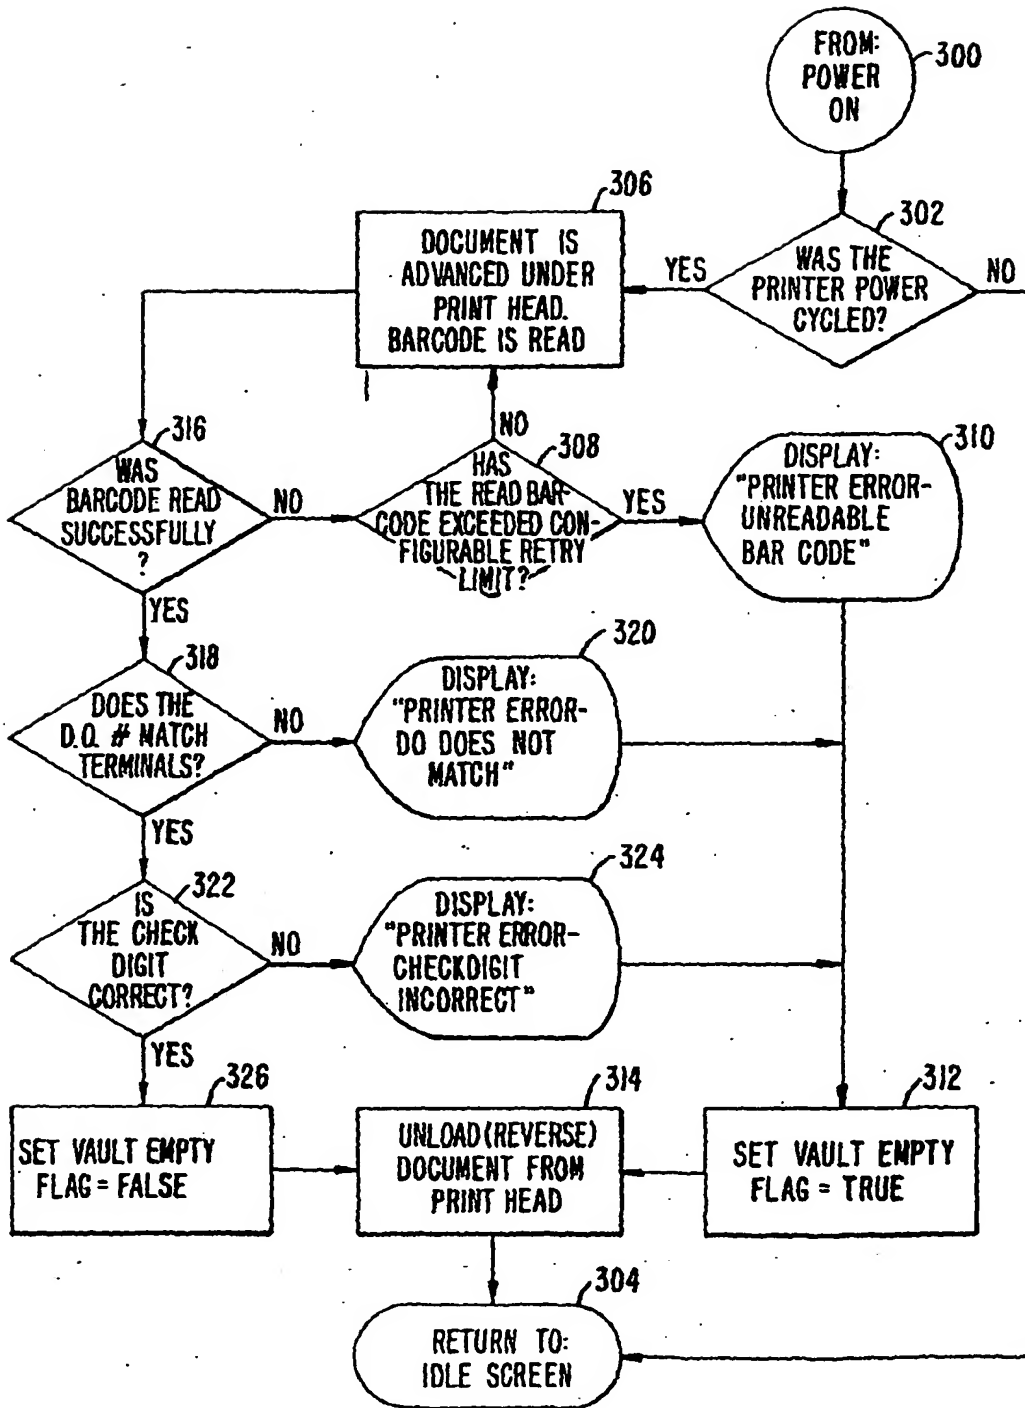 FROM:
POWER
ON
300
302
WAS THE
PRINTER POWER
CYCLED?
YES
NO
306
DOCUMENT IS
ADVANCED UNDER
PRINT HEAD.
BARCODE IS READ
316
WAS
BARCODE READ
SUCCESSFULLY
?
NO
YES
NO
308
HAS
THE READ BAR-
CODE EXCEEDED CON-
FIGURABLE RETRY
LIMIT?
YES
310
DISPLAY:
"PRINTER ERROR-
UNREADABLE
BAR CODE"
318
DOES THE
D.O. # MATCH
TERMINALS?
NO
YES
320
DISPLAY:
"PRINTER ERROR-
DO DOES NOT
MATCH"
322
IS
THE CHECK
DIGIT
CORRECT?
NO
YES
324
DISPLAY:
"PRINTER ERROR-
CHECKDIGIT
INCORRECT"
326
SET VAULT EMPTY
FLAG = FALSE
314
UNLOAD (REVERSE)
DOCUMENT FROM
PRINT HEAD
312
SET VAULT EMPTY
FLAG = TRUE
304
RETURN TO:
IDLE SCREEN